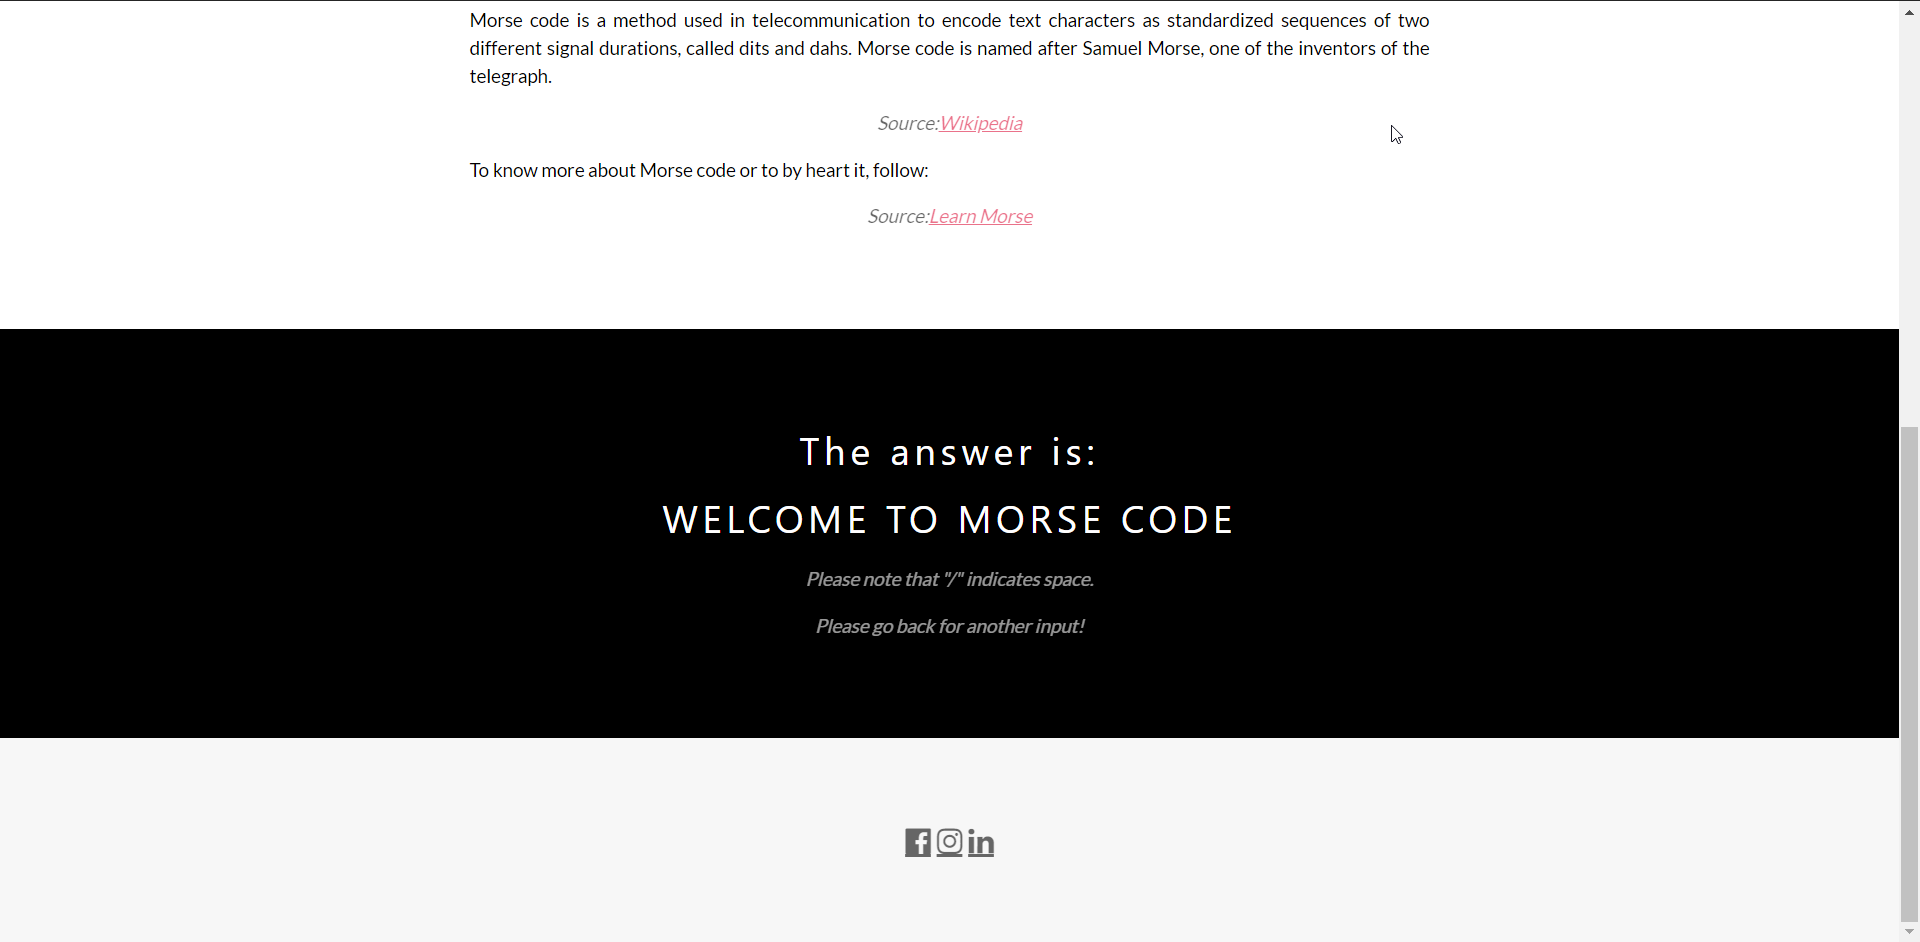 Morse code is a method used in telecommunication to encode text characters as standardized sequences of two
different signal durations, called dits and dahs. Morse code is named after Samuel Morse, one of the inventors of the
telegraph.
Source:Wikipedia
To know more about Morse code or to by heart it, follow:
Source:Learn Morse
The answer is:
WELCOME TO MORSE CODE
Please note that "/" indicates space.
Please go back for another input!